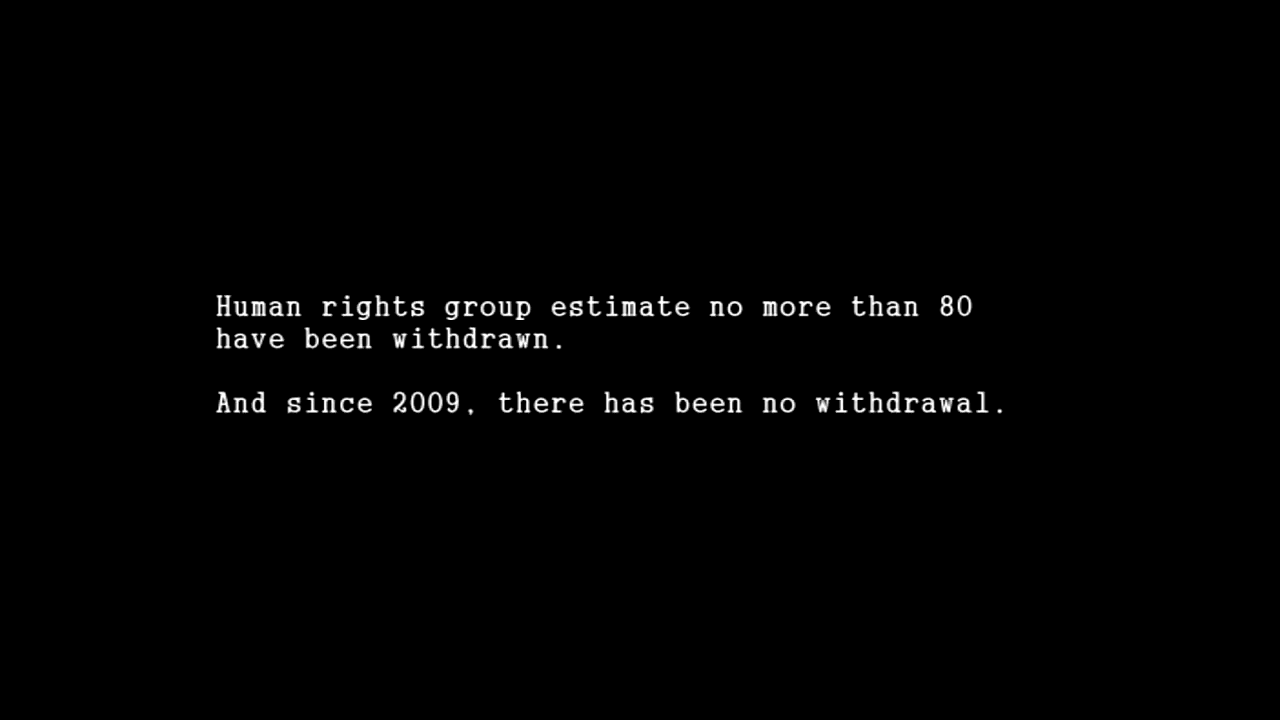 Human rights group estimate no more than 80
have been withdrawn.
And since 2009, there has been no withdrawal.